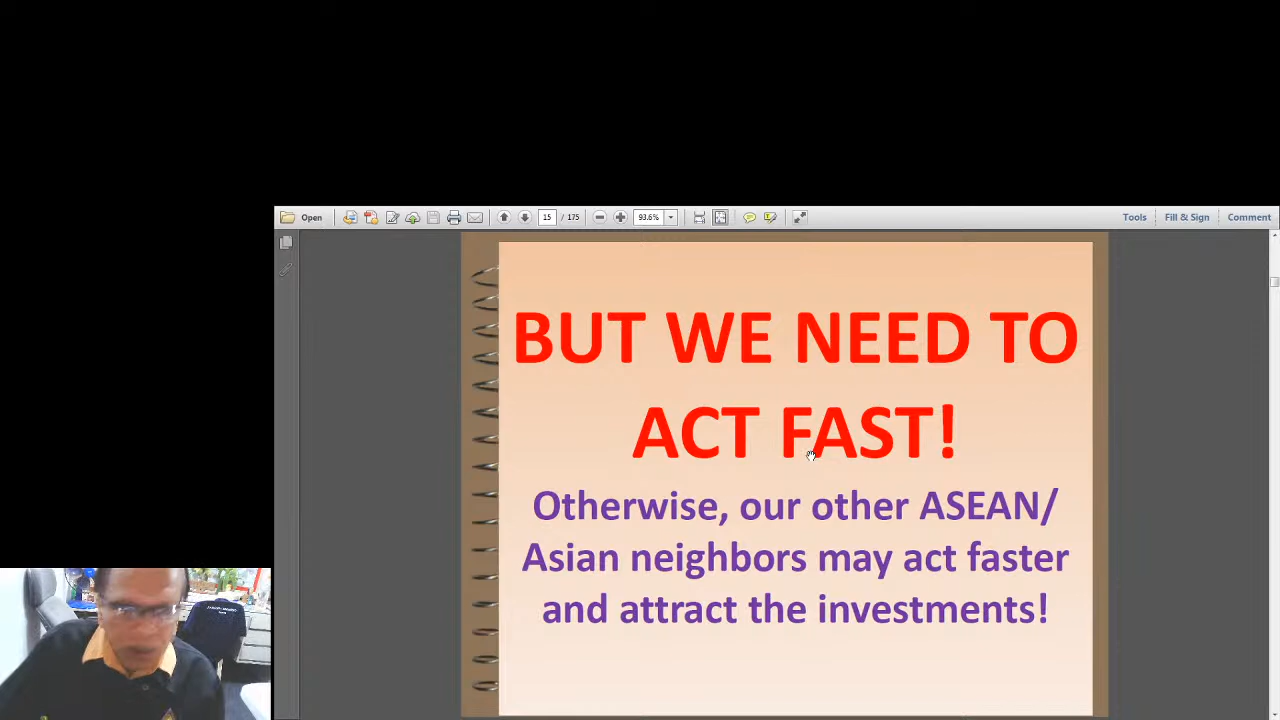 Open
15
/ 175
93.6%
Tools
Fill & Sign
Comment
BUT WE NEED TO
ACT FAST!
Otherwise, our other ASEAN/
Asian neighbors may act faster
and attract the investments!